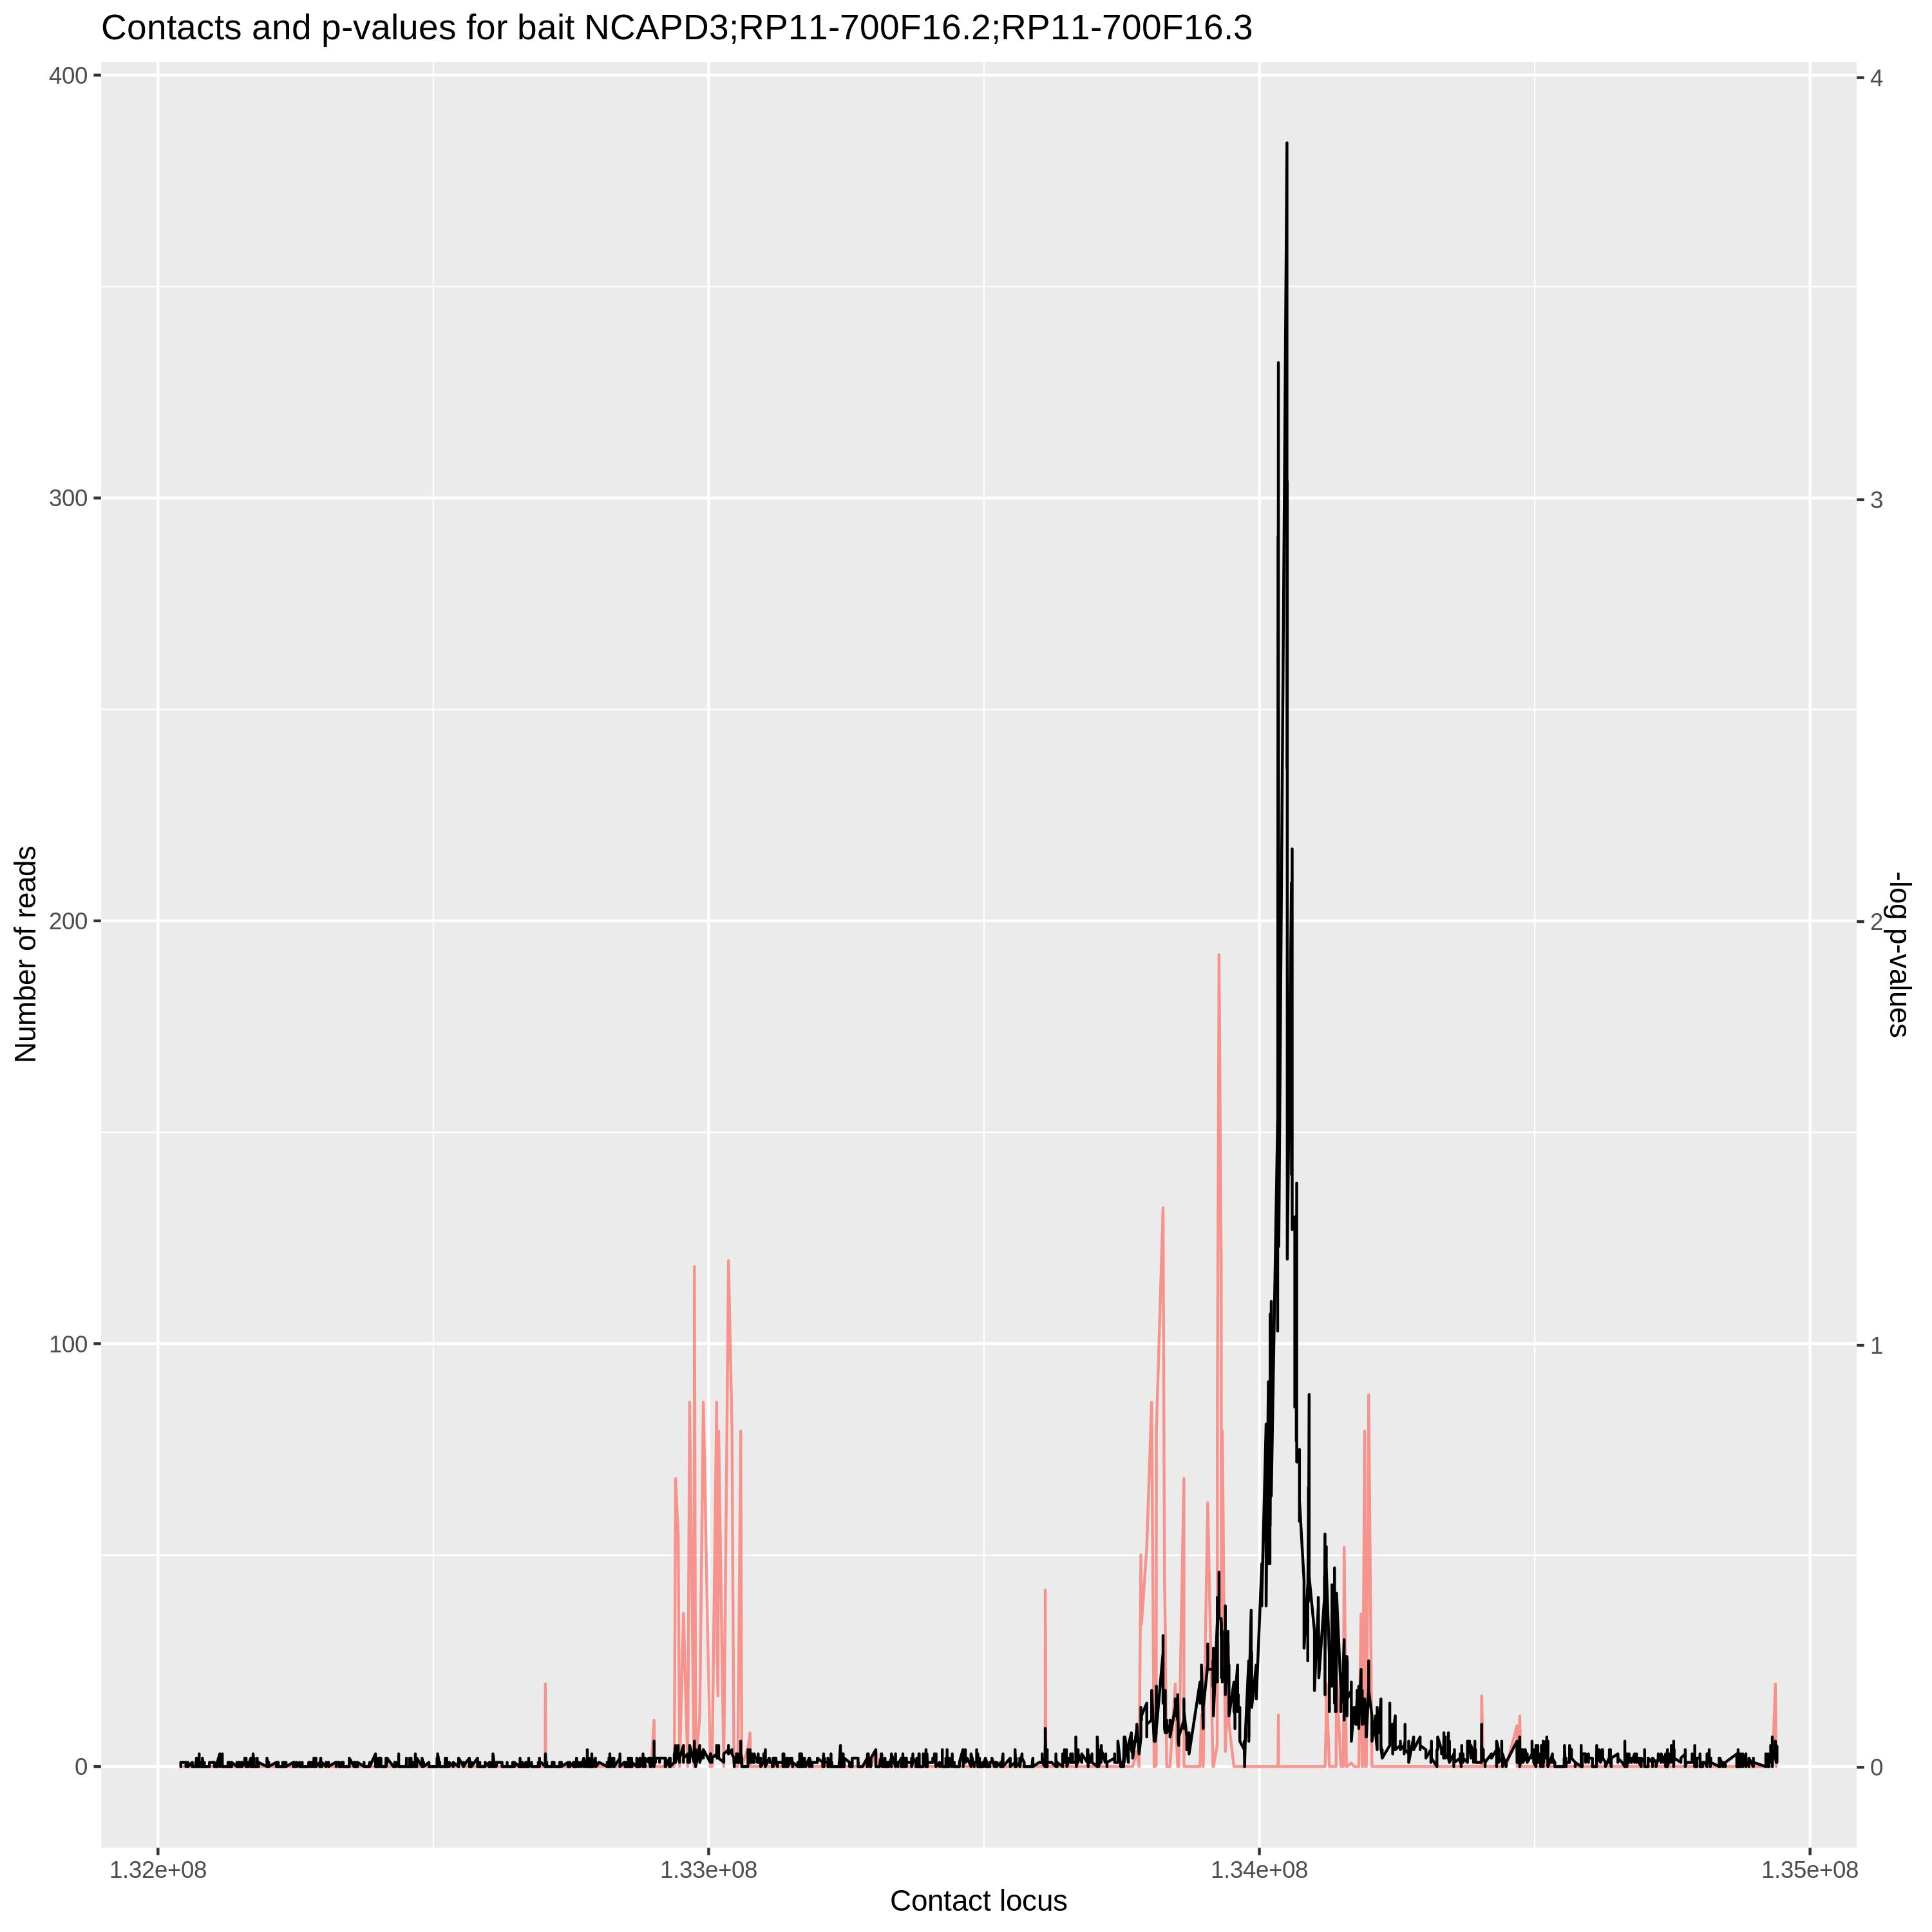 Contacts and p-values for bait NCAPD3;RP11-700F16.2;RP11-700F16.3
400
300
200
100
0
Number of reads
4
3
2
1
0
-log p-values
1.32e+08
1.33e+08
1.34e+08
1.35e+08
Contact locus